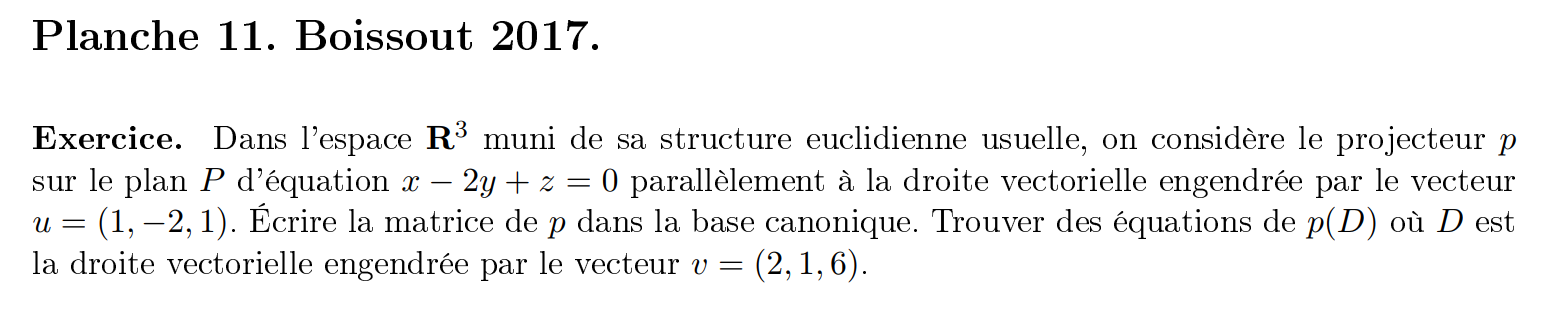 Planche 11. Boissout 2017.
Exercice. Dans l'espace R³ muni de sa structure euclidienne usuelle, on considère le projecteur p
sur le plan P d'équation x − 2y + z = 0 parallèlement à la droite vectorielle engendrée par le vecteur
u = (1, −2, 1). Écrire la matrice de p dans la base canonique. Trouver des équations de p(D) où D est
la droite vectorielle engendrée par le vecteur v = (2, 1, 6).